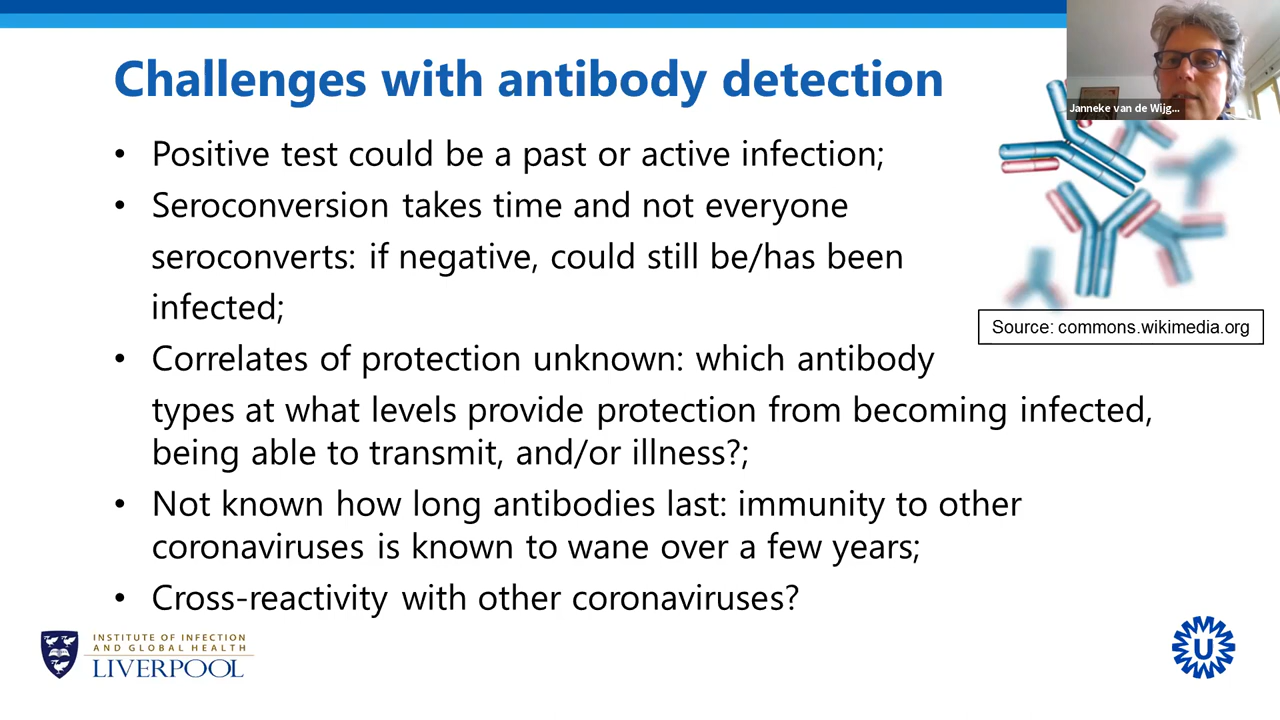 Challenges with antibody detection
Janneke van de Wijg...
• Positive test could be a past or active infection;
• Seroconversion takes time and not everyone
seroconverts: if negative, could still be/has been
infected;
Source: commons.wikimedia.org
• Correlates of protection unknown: which antibody
types at what levels provide protection from becoming infected,
being able to transmit, and/or illness?;
• Not known how long antibodies last: immunity to other
coronaviruses is known to wane over a few years;
• Cross-reactivity with other coronaviruses?
INSTITUTE OF INFECTION
AND GLOBAL HEALTH
LIVERPOOL
U